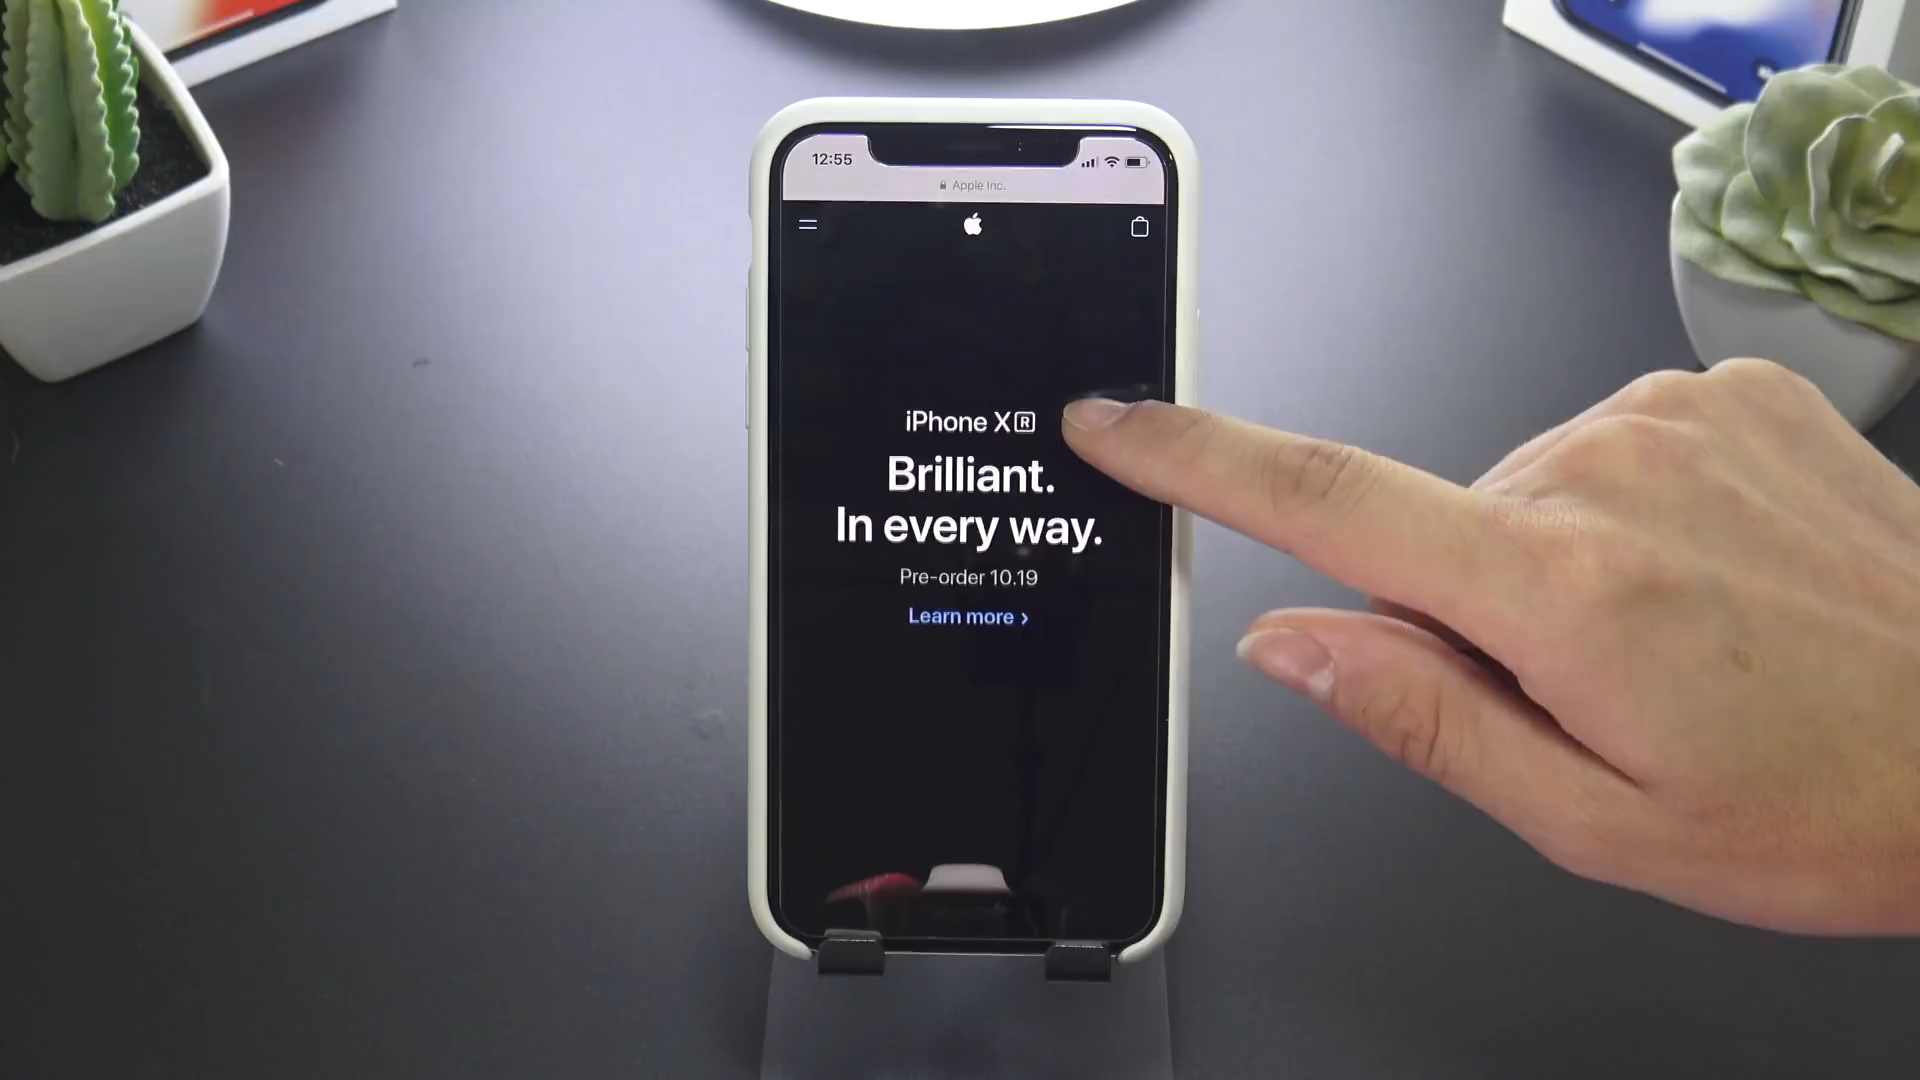 12:55
Apple Inc.
iPhone XR
Brilliant.
In every way.
Pre-order 10.19
Learn more ›